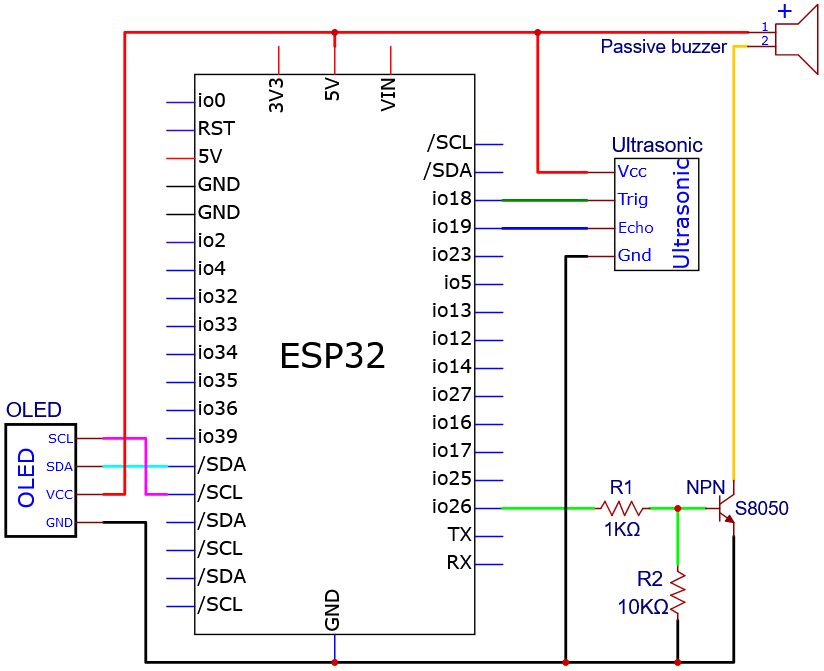 +
1
2
Passive buzzer
3V3
5V
VIN
io0
RST
5V
GND
GND
io2
io4
io32
io33
io34
io35
io36
io39
/SDA
/SCL
/SDA
/SCL
/SDA
/SCL
ESP32
/SCL
/SDA
io18
io19
io23
io5
io13
io12
io14
io27
io16
io17
io25
io26
TX
RX
GND
Ultrasonic
Vcc
Trig
Echo
Gnd
Ultrasonic
OLED
OLED
SCL
SDA
VCC
GND
R1
1KΩ
NPN
S8050
R2
10KΩ